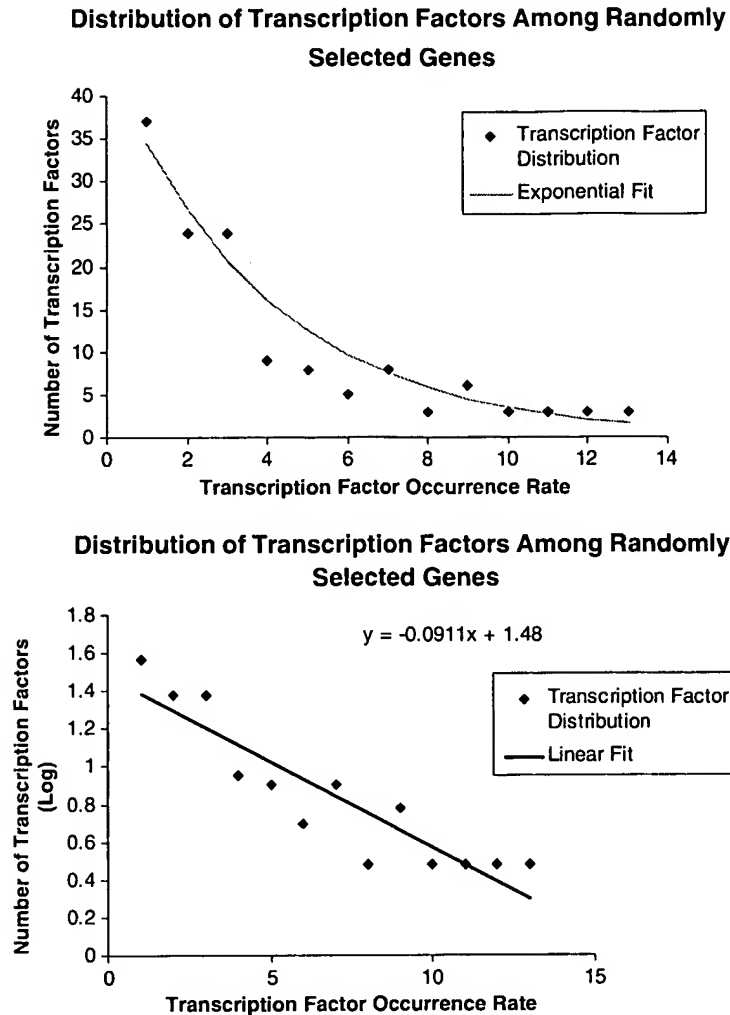 Distribution of Transcription Factors Among Randomly
Selected Genes
40
35
30
25
20
15
10
5
0
Number of Transcription Factors
Transcription Factor
Distribution
Exponential Fit
0
2
4
6
8
10
12
14
Transcription Factor Occurrence Rate
Distribution of Transcription Factors Among Randomly
Selected Genes
1.8
1.6
1.4
1.2
1
0.8
0.6
0.4
0.2
0
Number of Transcription Factors
(Log)
y = -0.0911x + 1.48
Transcription Factor
Distribution
Linear Fit
0
5
10
15
Transcription Factor Occurrence Rate